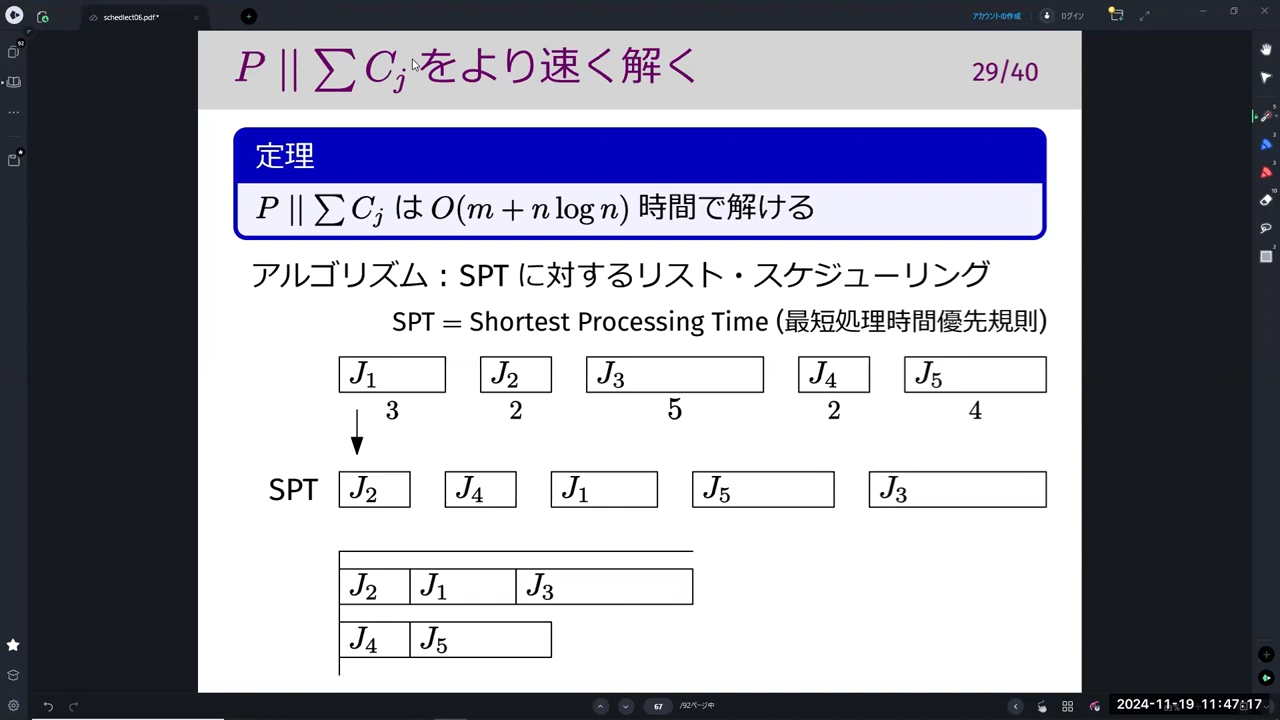 schedlect06.pdf*
アカウントの作成
ログイン
92
P || ∑ C_j をより速く解く
29/40
定理
P || ∑ C_j は O(m + n log n) 時間で解ける
アルゴリズム：SPT に対するリスト・スケジューリング
SPT = Shortest Processing Time (最短処理時間優先規則)
J_1 J_2 J_3 J_4 J_5
3 2 5 2 4
SPT J_2 J_4 J_1 J_5 J_3
J_2 J_1 J_3
J_4 J_5
67 /92ページ中
2024-11-19 11:47:17